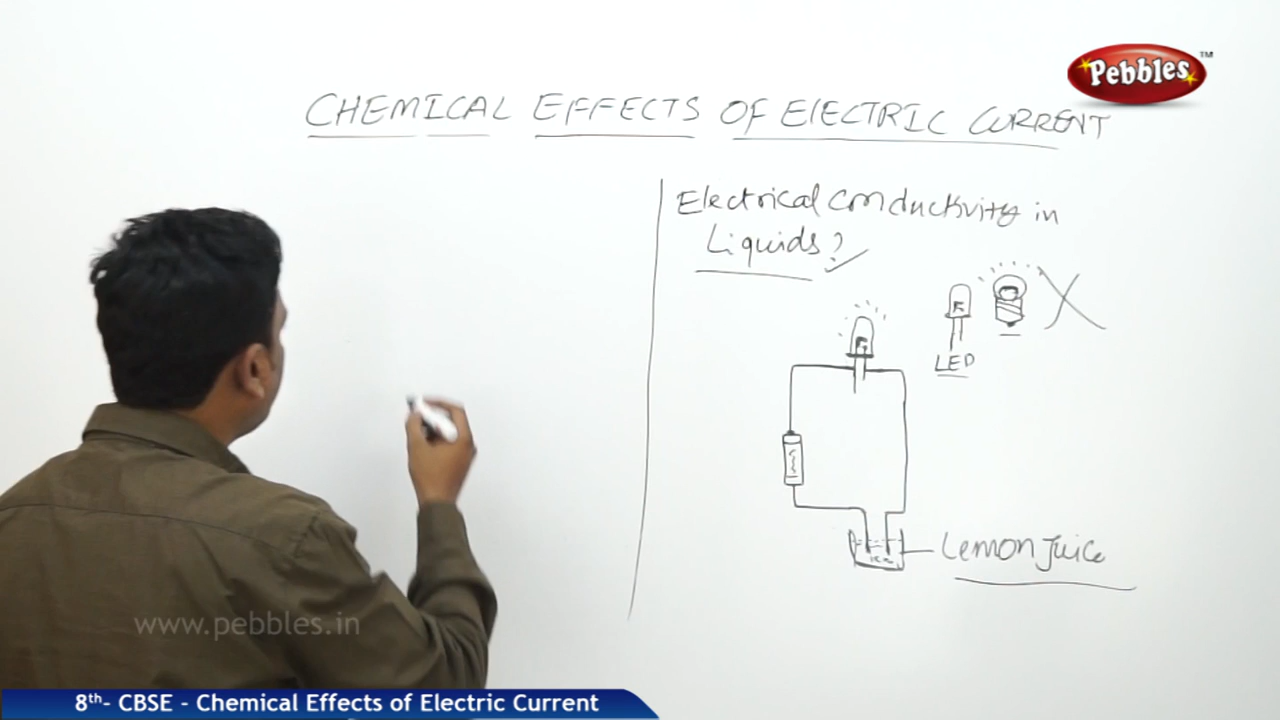 Pebbles™
CHEMICAL EFFECTS OF ELECTRIC CURRENT
Electrical conductivity in
Liquids?
LED
Lemon Juice
www.pebbles.in
8th- CBSE - Chemical Effects of Electric Current